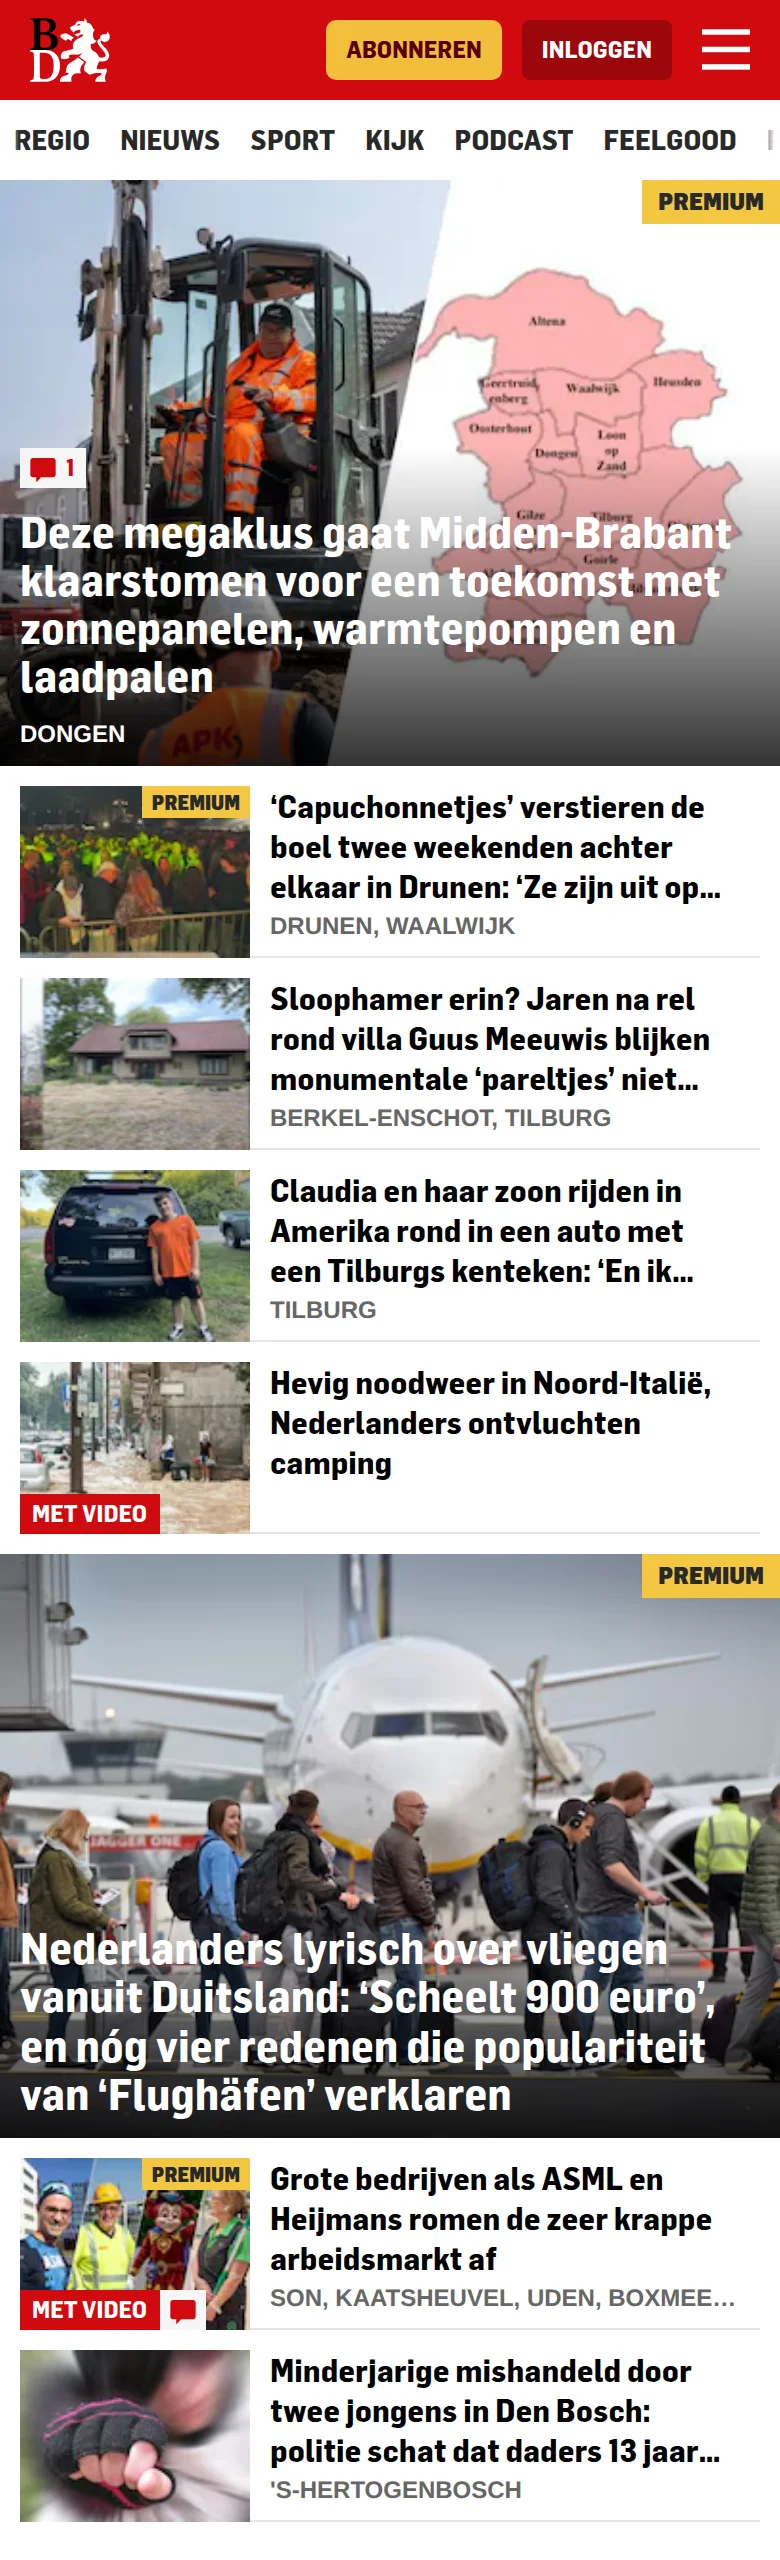 BD
ABONNEREN
INLOGGEN
REGIO NIEUWS SPORT KIJK PODCAST FEELGOOD
PREMIUM
Altena
Geertruid
enberg
Waalwijk
Heusden
Oosterhout
Loon
op
Zand
Dongen
Gilze
Tilburg
Goirle
1
Deze megaklus gaat Midden-Brabant
klaarstomen voor een toekomst met
zonnepanelen, warmtepompen en
laadpalen
APK
DONGEN
PREMIUM
‘Capuchonnetjes’ verstieren de
boel twee weekenden achter
elkaar in Drunen: ‘Ze zijn uit op...
DRUNEN, WAALWIJK
Sloophamer erin? Jaren na rel
rond villa Guus Meeuwis blijken
monumentale ‘pareltjes’ niet...
BERKEL-ENSCHOT, TILBURG
Claudia en haar zoon rijden in
Amerika rond in een auto met
een Tilburgs kenteken: ‘En ik...
TILBURG
Hevig noodweer in Noord-Italië,
Nederlanders ontvluchten
camping
MET VIDEO
PREMIUM
JAGGER ONE
Nederlanders lyrisch over vliegen
vanuit Duitsland: ‘Scheelt 900 euro’,
en nóg vier redenen die populariteit
van ‘Flughäfen’ verklaren
PREMIUM
MET VIDEO
Grote bedrijven als ASML en
Heijmans romen de zeer krappe
arbeidsmarkt af
SON, KAATSHEUVEL, UDEN, BOXMEE...
Minderjarige mishandeld door
twee jongens in Den Bosch:
politie schat dat daders 13 jaar...
'S-HERTOGENBOSCH